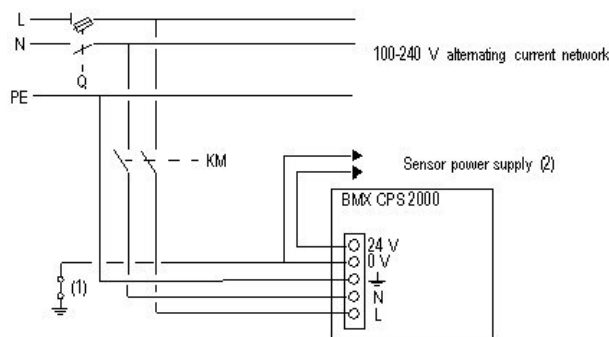 L
N
100-240 V alternating current network
Q
PE
KM
Sensor power supply (2)
BMX CPS 2000
24 V
0 V
(1)
N
L